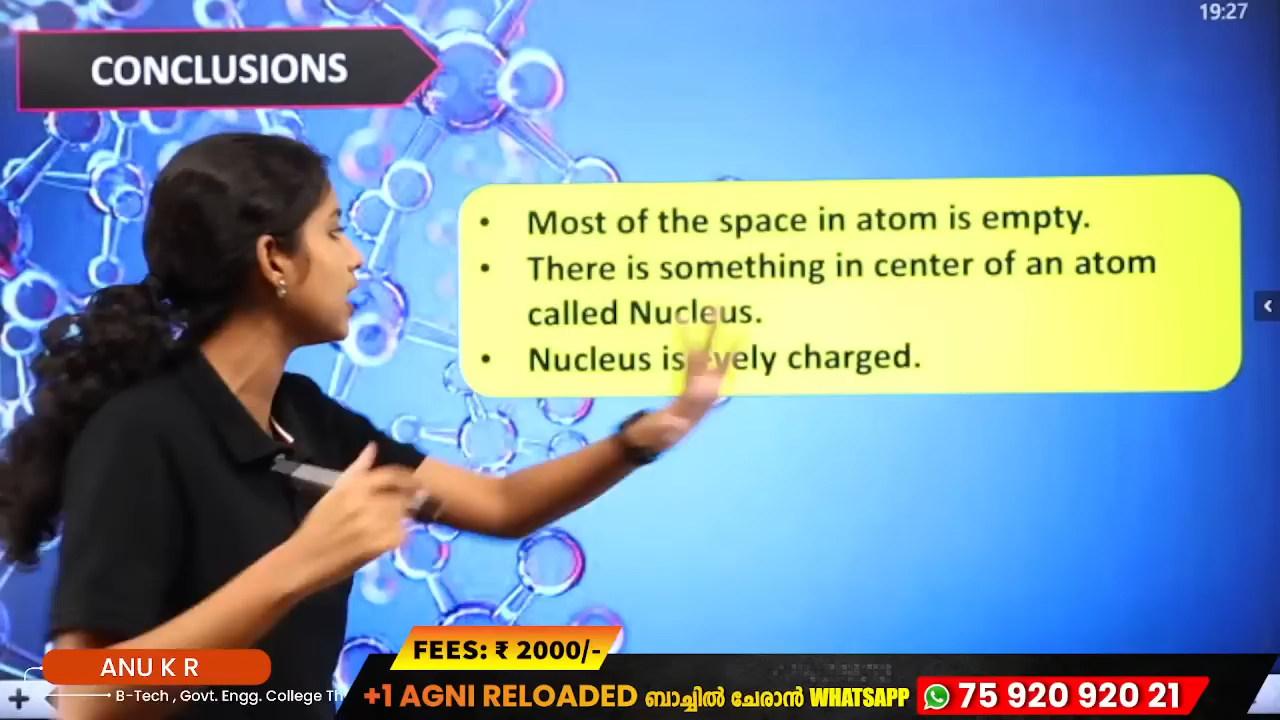 19:27
CONCLUSIONS
• Most of the space in atom is empty.
• There is something in center of an atom
called Nucleus.
• Nucleus is vely charged.
FEES: ₹ 2000/-
ANU K R
B-Tech , Govt. Engg. College Th
+1 AGNI RELOADED ബാച്ചിൽ ചേരാൻ WHATSAPP 75 920 920 21